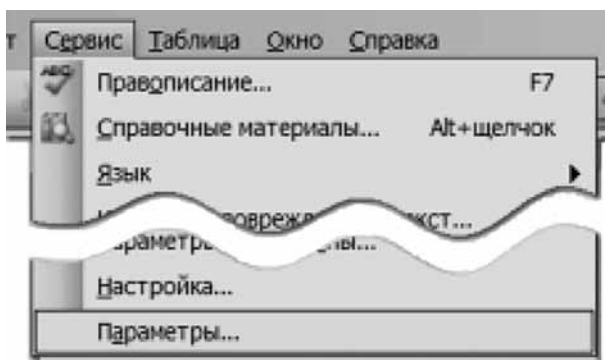 Сервис Таблица Окно Справка
Правописание... F7
Справочные материалы... Alt+щелчок
Язык
Настройка...
Параметры...